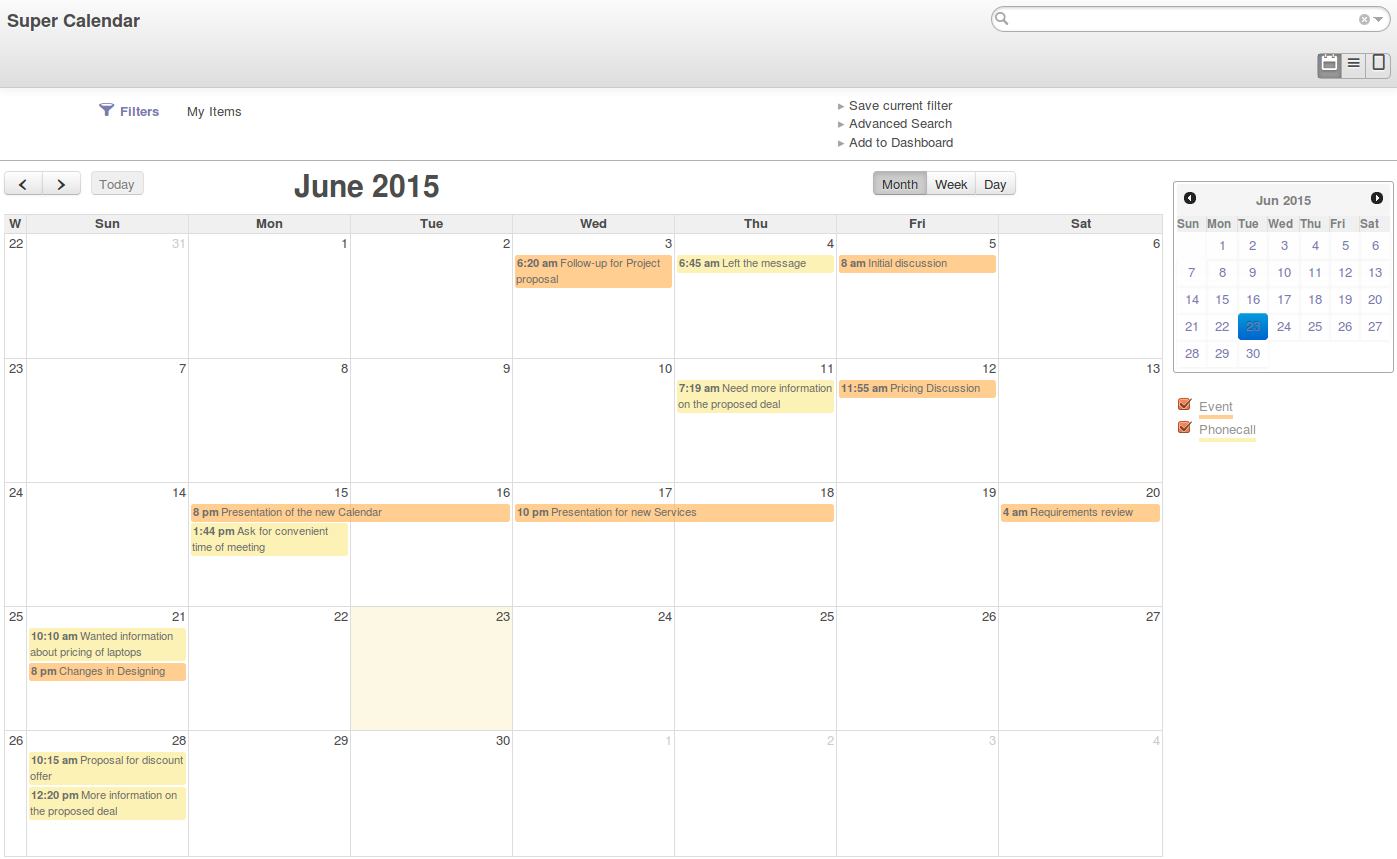 Super Calendar
Filters My Items
Save current filter
Advanced Search
Add to Dashboard
Today
June 2015
Month Week Day
W Sun Mon Tue Wed Thu Fri Sat
22 31 1 2 3 4 5 6
6:20 am Follow-up for Project
proposal
6:45 am Left the message
8 am Initial discussion
23 7 8 9 10 11 12 13
7:19 am Need more information
on the proposed deal
11:55 am Pricing Discussion
24 14 15 16 17 18 19 20
8 pm Presentation of the new Calendar
10 pm Presentation for new Services
4 am Requirements review
1:44 pm Ask for convenient
time of meeting
25 21 22 23 24 25 26 27
10:10 am Wanted information
about pricing of laptops
8 pm Changes in Designing
26 28 29 30 1 2 3 4
10:15 am Proposal for discount
offer
12:20 pm More information on
the proposed deal
Jun 2015
Sun Mon Tue Wed Thu Fri Sat
1 2 3 4 5 6
7 8 9 10 11 12 13
14 15 16 17 18 19 20
21 22 23 24 25 26 27
28 29 30
Event
Phonecall